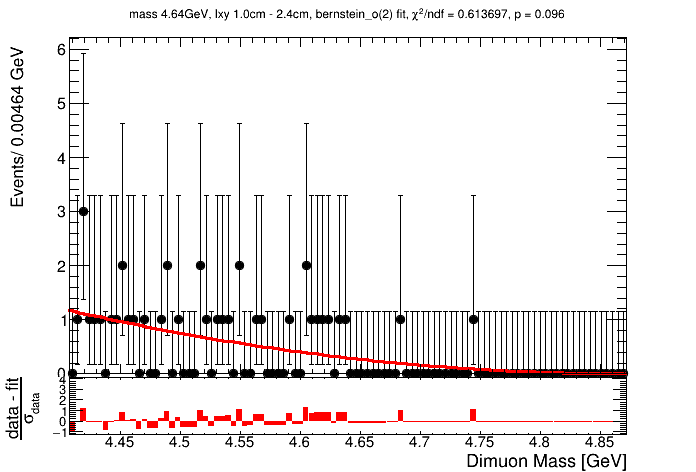 mass 4.64GeV, lxy 1.0cm - 2.4cm, bernstein_o(2) fit, χ²/ndf = 0.613697, p = 0.096
Events/ 0.00464 GeV
6
5
4
3
2
1
0
data - fit
σdata
4
3
2
1
0
−1
4.45 4.5 4.55 4.6 4.65 4.7 4.75 4.8 4.85
Dimuon Mass [GeV]